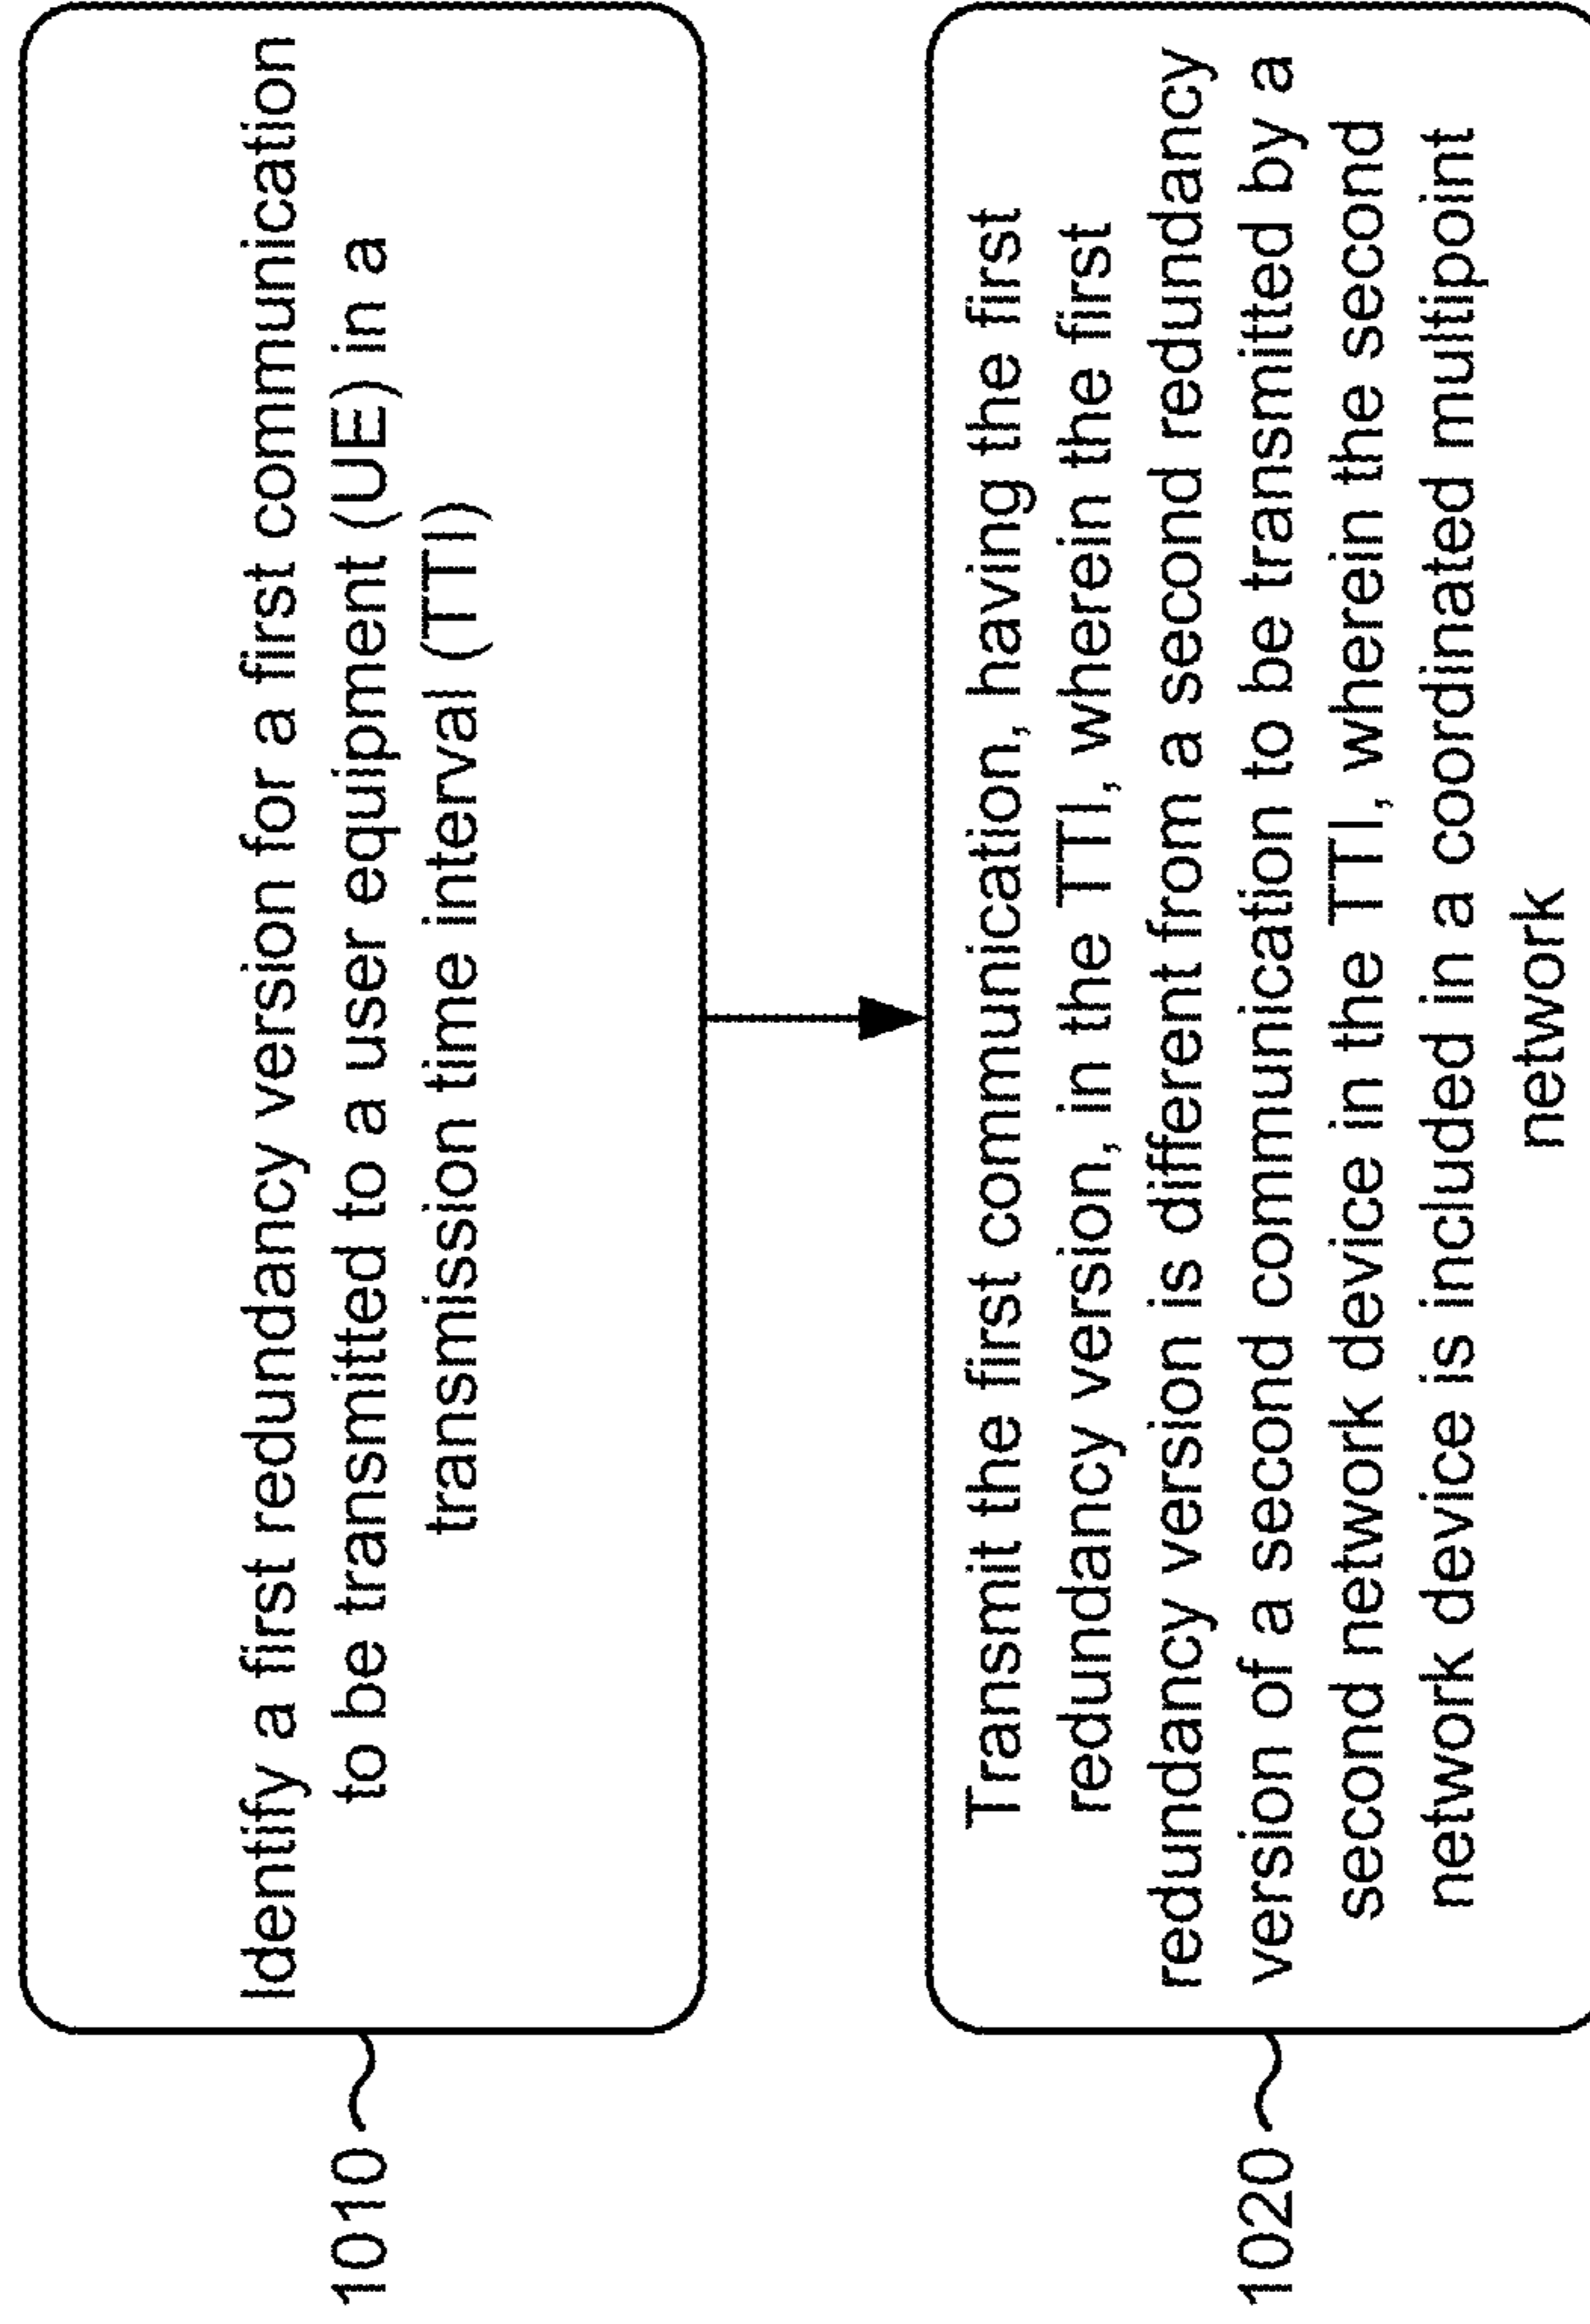 1010
Identify a first redundancy version for a first communication
to be transmitted to a user equipment (UE) in a
transmission time interval (TTI)
1020
Transmit the first communication, having the first
redundancy version, in the TTI, wherein the first
redundancy version is different from a second redundancy
version of a second communication to be transmitted by a
second network device in the TTI, wherein the second
network device is included in a coordinated multipoint
network